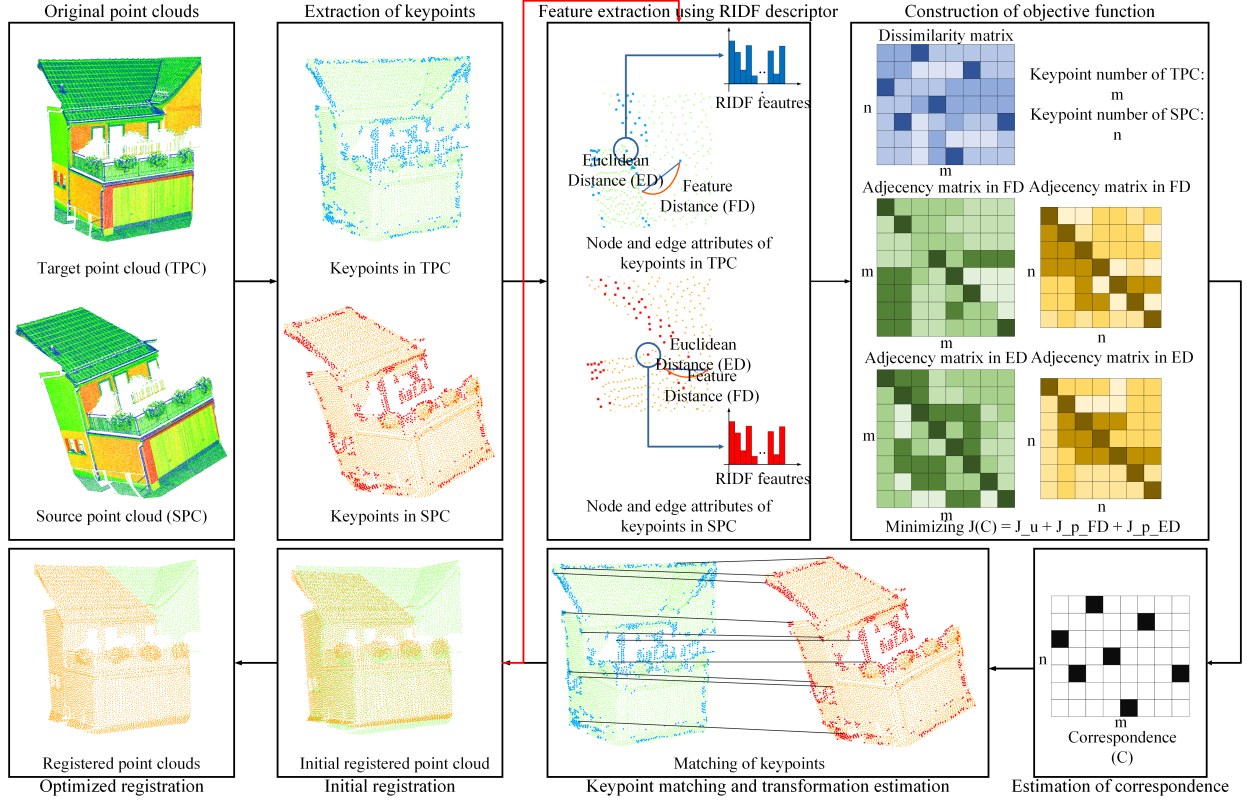 Original point clouds
Extraction of keypoints
Feature extraction using RIDF descriptor
Construction of objective function
Target point cloud (TPC)
Source point cloud (SPC)
Keypoints in TPC
Keypoints in SPC
RIDF feautres
Euclidean
Distance (ED)
Feature
Distance (FD)
Node and edge attributes of
keypoints in TPC
Euclidean
Distance (ED)
Feature
Distance (FD)
RIDF feautres
Node and edge attributes of
keypoints in SPC
Dissimilarity matrix
n
m
Keypoint number of TPC:
m
Keypoint number of SPC:
n
Adjecency matrix in FD
m
m
Adjecency matrix in FD
n
n
Adjecency matrix in ED
m
m
Adjecency matrix in ED
n
n
Minimizing J(C) = J_u + J_p_FD + J_p_ED
Registered point clouds
Optimized registration
Initial registered point cloud
Initial registration
Matching of keypoints
Keypoint matching and transformation estimation
n
m
Correspondence
(C)
Estimation of correspondence